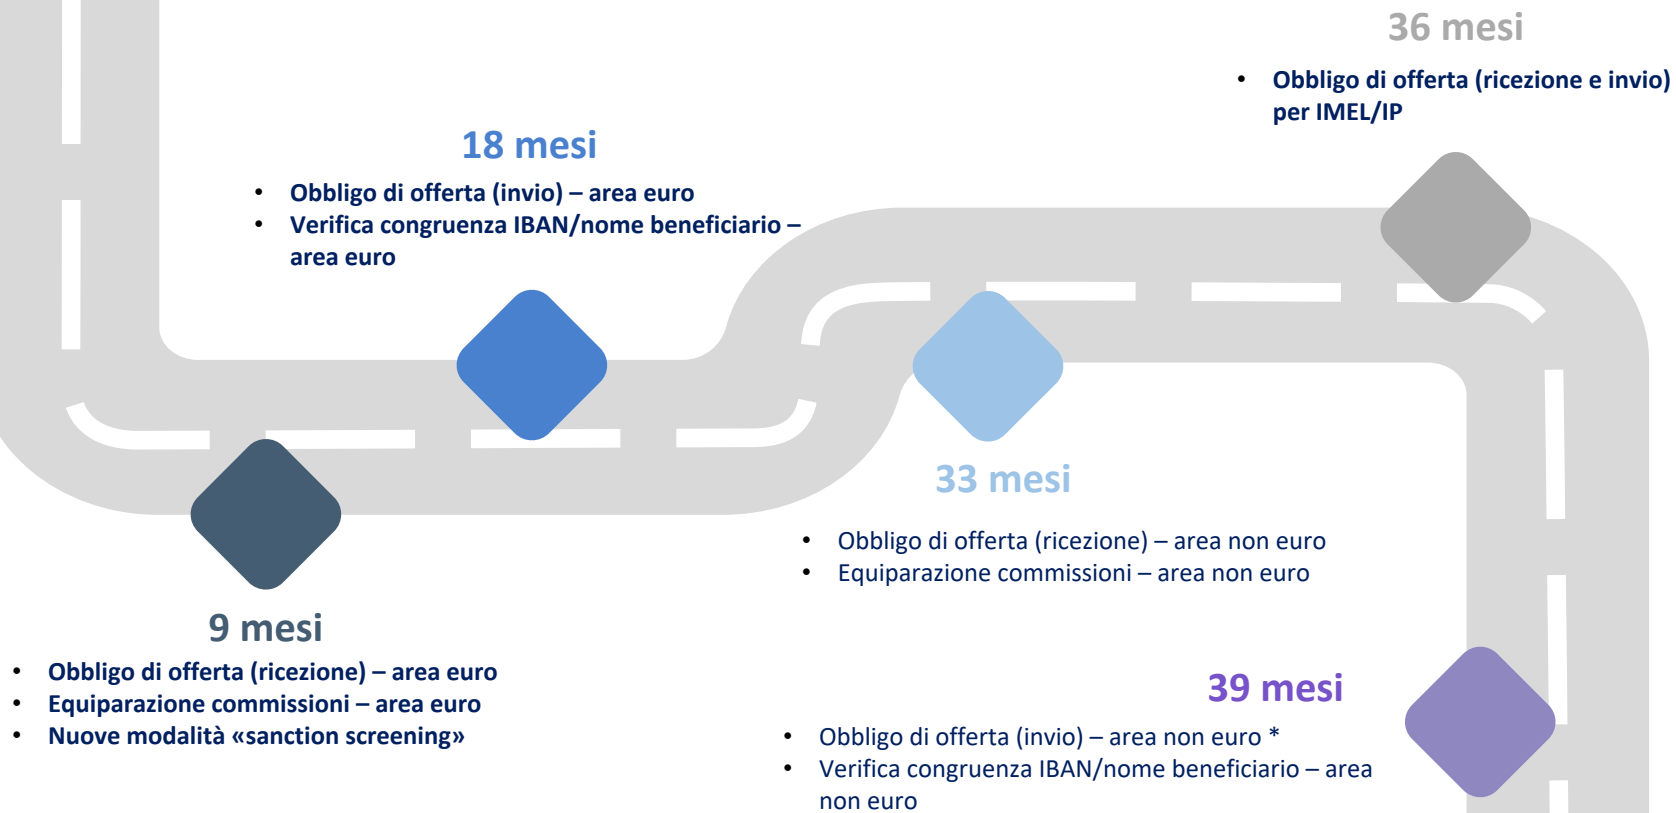 36 mesi
• Obbligo di offerta (ricezione e invio)
per IMEL/IP
18 mesi
• Obbligo di offerta (invio) – area euro
• Verifica congruenza IBAN/nome beneficiario –
area euro
33 mesi
• Obbligo di offerta (ricezione) – area non euro
• Equiparazione commissioni – area non euro
9 mesi
• Obbligo di offerta (ricezione) – area euro
• Equiparazione commissioni – area euro
• Nuove modalità «sanction screening»
39 mesi
• Obbligo di offerta (invio) – area non euro *
• Verifica congruenza IBAN/nome beneficiario – area
non euro